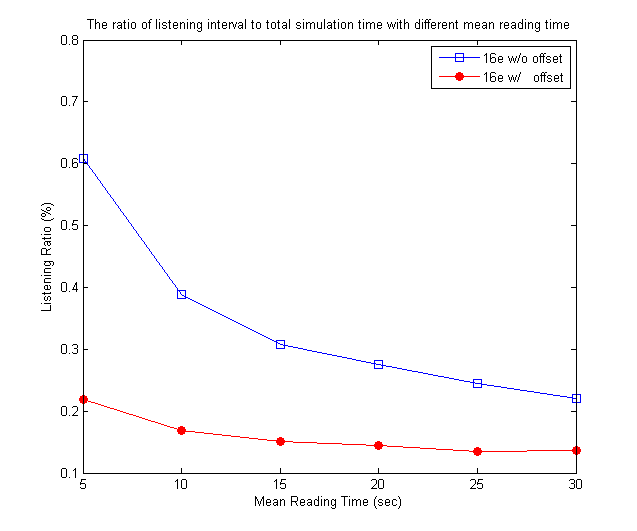 The ratio of listening interval to total simulation time with different mean reading time
0.8
0.7
0.6
0.5
0.4
0.3
0.2
0.1
Listening Ratio (%)
16e w/o offset
16e w/ offset
5 10 15 20 25 30
Mean Reading Time (sec)